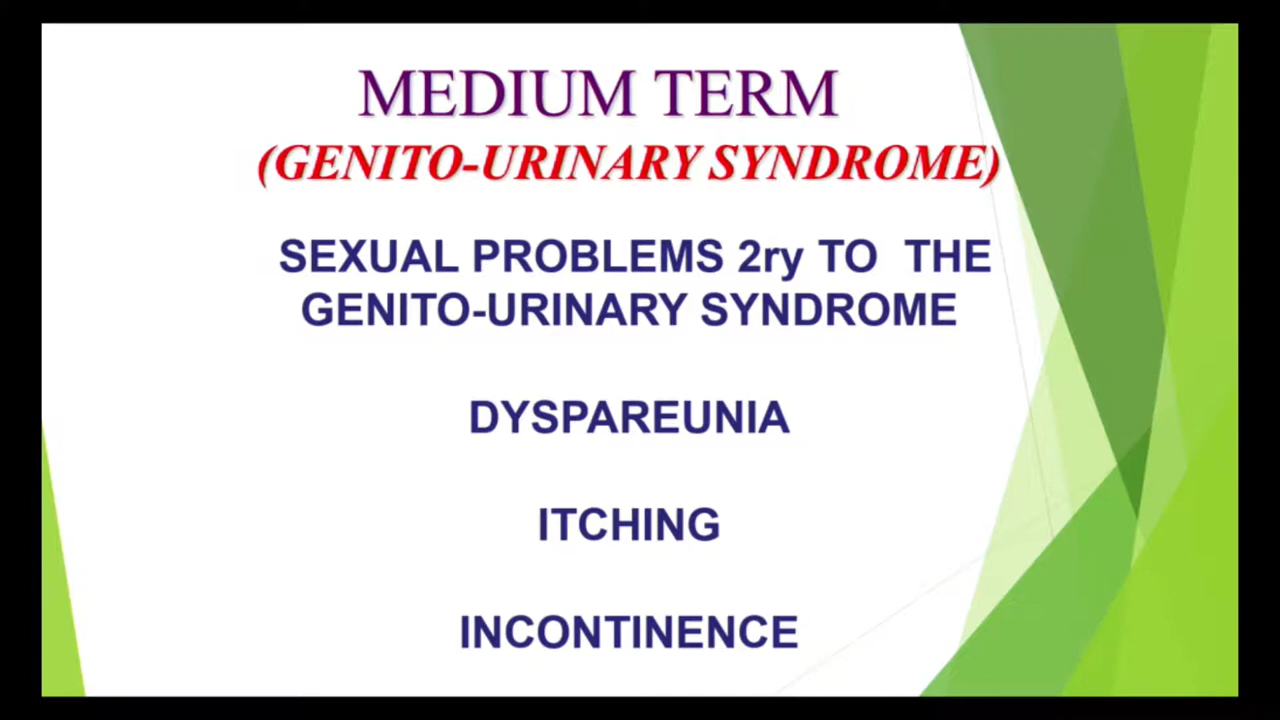 MEDIUM TERM
(GENITO-URINARY SYNDROME)
SEXUAL PROBLEMS 2ry TO THE
GENITO-URINARY SYNDROME
DYSPAREUNIA
ITCHING
INCONTINENCE